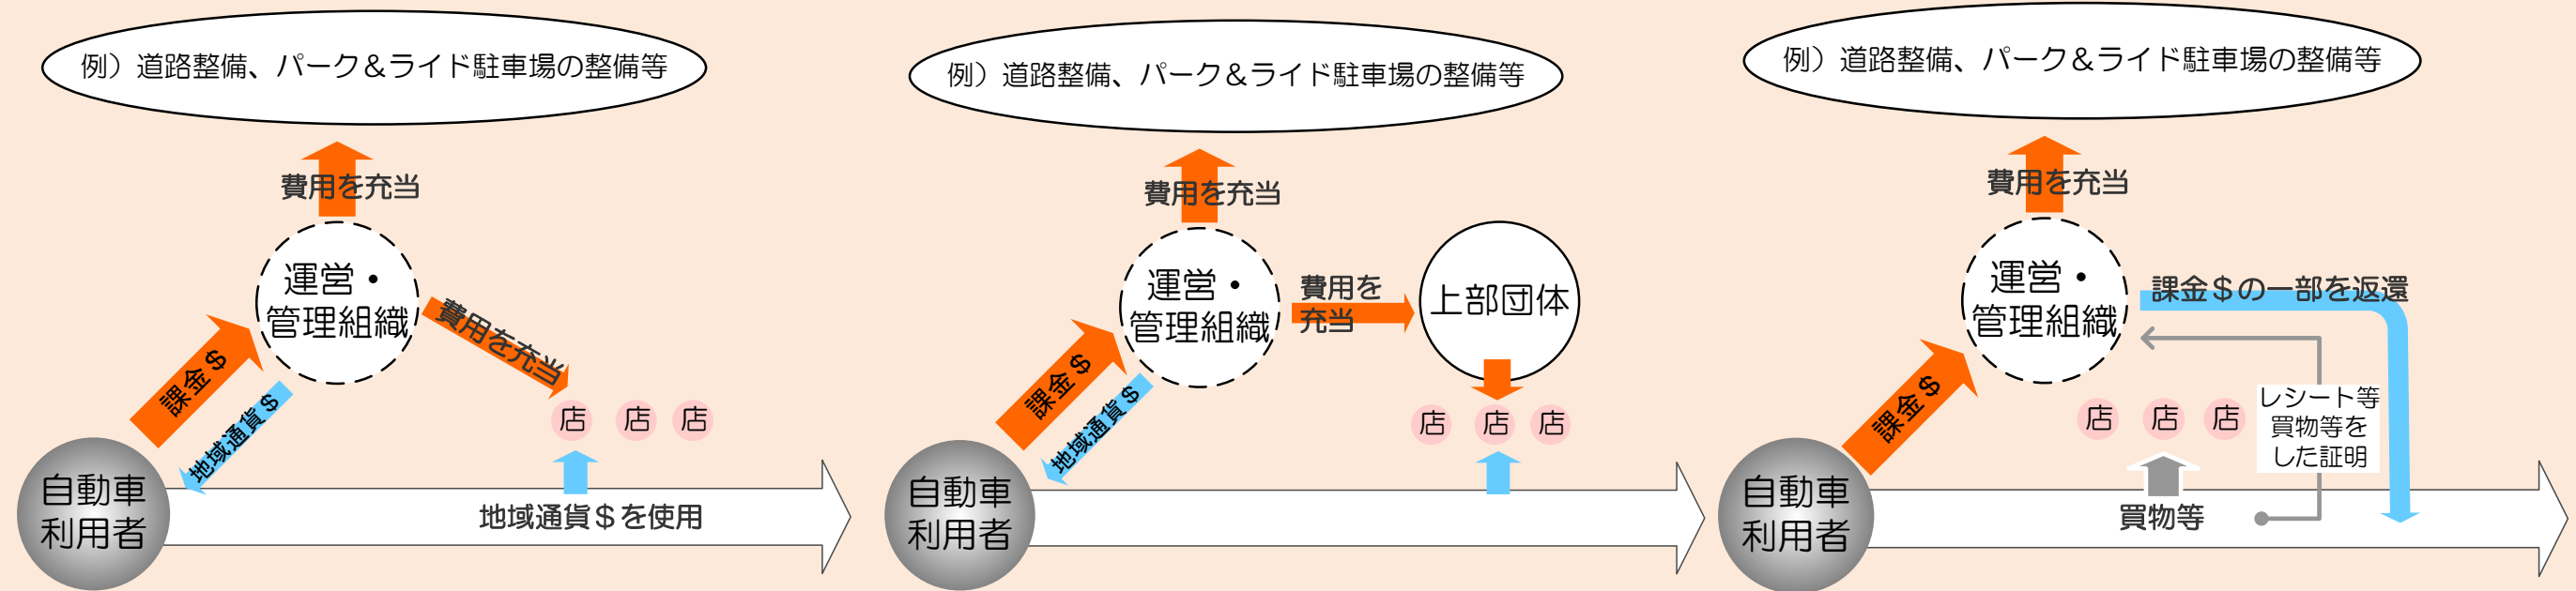 例）道路整備、パーク＆ライド駐車場の整備等
費用を充当
運営・
管理組織
費用を充当
課金＄
地域通貨＄
店 店 店
自動車
利用者
地域通貨＄を使用
例）道路整備、パーク＆ライド駐車場の整備等
費用を充当
運営・
管理組織
費用を
充当
上部団体
課金＄
地域通貨＄
店 店 店
自動車
利用者
例）道路整備、パーク＆ライド駐車場の整備等
費用を充当
運営・
管理組織
課金＄の一部を返還
課金＄
店 店 店
レシート等
買物等を
した証明
自動車
利用者
買物等